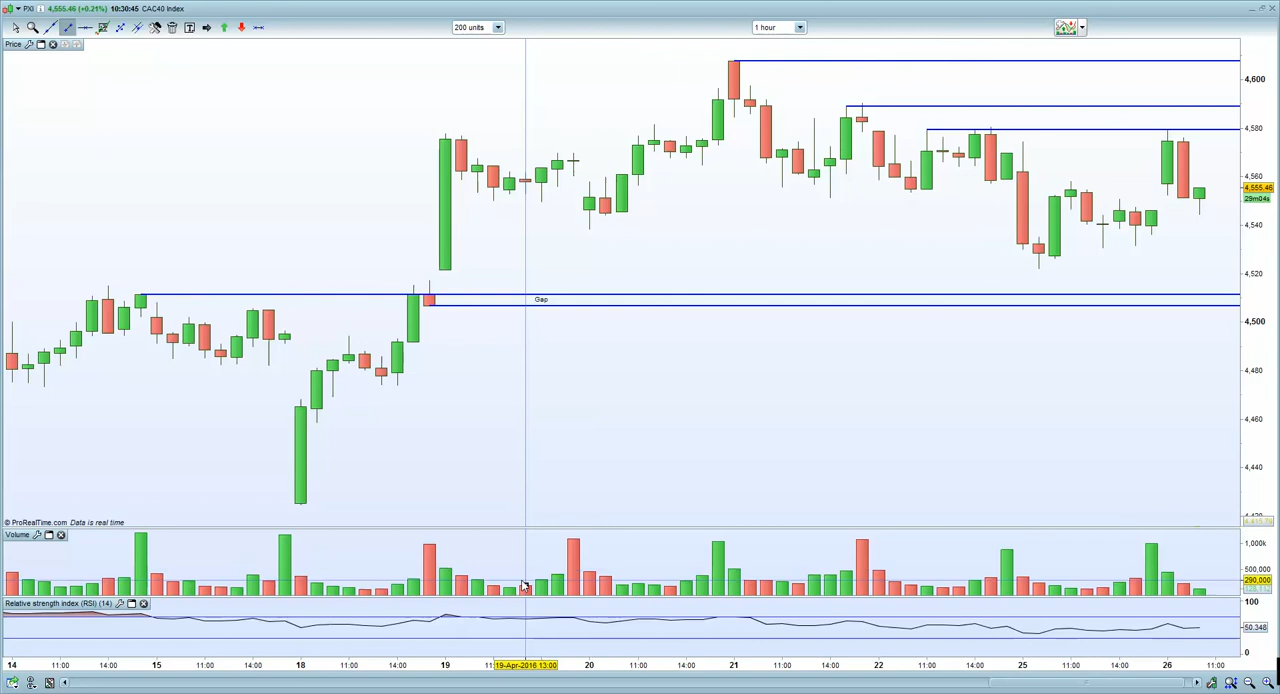 PXI 4,555.46 (+0.21%) 10:30:45 CAC40 Index
200 units 1 hour
Price
4,600
4,580
4,560
4,555.46
29m04s
4,540
4,520
Gap
4,500
4,480
4,460
4,440
© ProRealTime.com Data is real time
Volume
1,000k
500,000
290,000
Relative strength index (RSI) (14)
100
50.348
0
14 11:00 14:00 15 11:00 14:00 18 11:00 14:00 19 19-Apr-2016 13:00 20 11:00 14:00 21 11:00 14:00 22 11:00 14:00 25 11:00 14:00 26 11:00